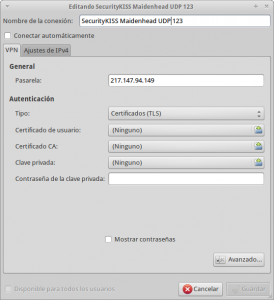 Editando SecurityKISS Maidenhead UDP 123
Nombre de la conexión: SecurityKISS Maidenhead UDP 123
Conectar automáticamente
VPN Ajustes de IPv4
General
Pasarela: 217.147.94.149
Autenticación
Tipo: Certificados (TLS)
Certificado de usuario: (Ninguno)
Certificado CA: (Ninguno)
Clave privada: (Ninguno)
Contraseña de la clave privada:
Mostrar contraseñas
Avanzado...
Disponible para todos los usuarios
Cancelar Guardar